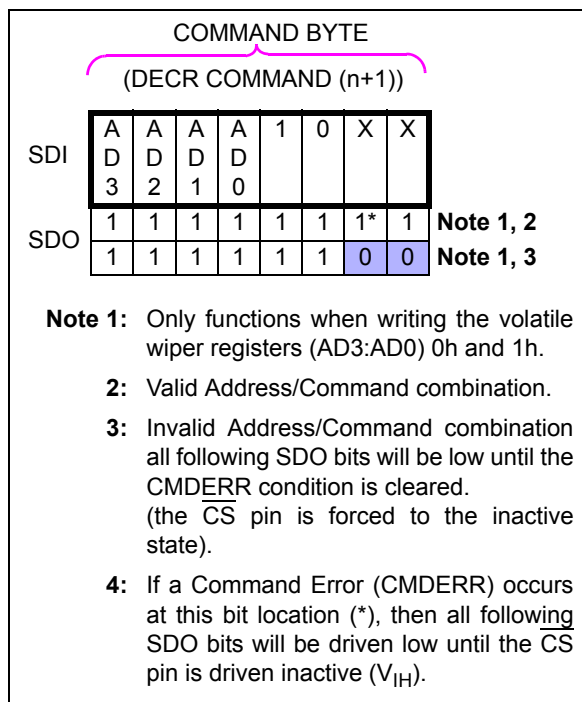 COMMAND BYTE
(DECR COMMAND (n+1))
SDI
A A A A 1 0 X X
D D D D
3 2 1 0
SDO
1 1 1 1 1 1 1* 1 Note 1, 2
1 1 1 1 1 1 0 0 Note 1, 3
Note 1: Only functions when writing the volatile
wiper registers (AD3:AD0) 0h and 1h.
2: Valid Address/Command combination.
3: Invalid Address/Command combination
all following SDO bits will be low until the
CMDERR condition is cleared.
(the CS pin is forced to the inactive
state).
4: If a Command Error (CMDERR) occurs
at this bit location (*), then all following
SDO bits will be driven low until the CS
pin is driven inactive (VIH).